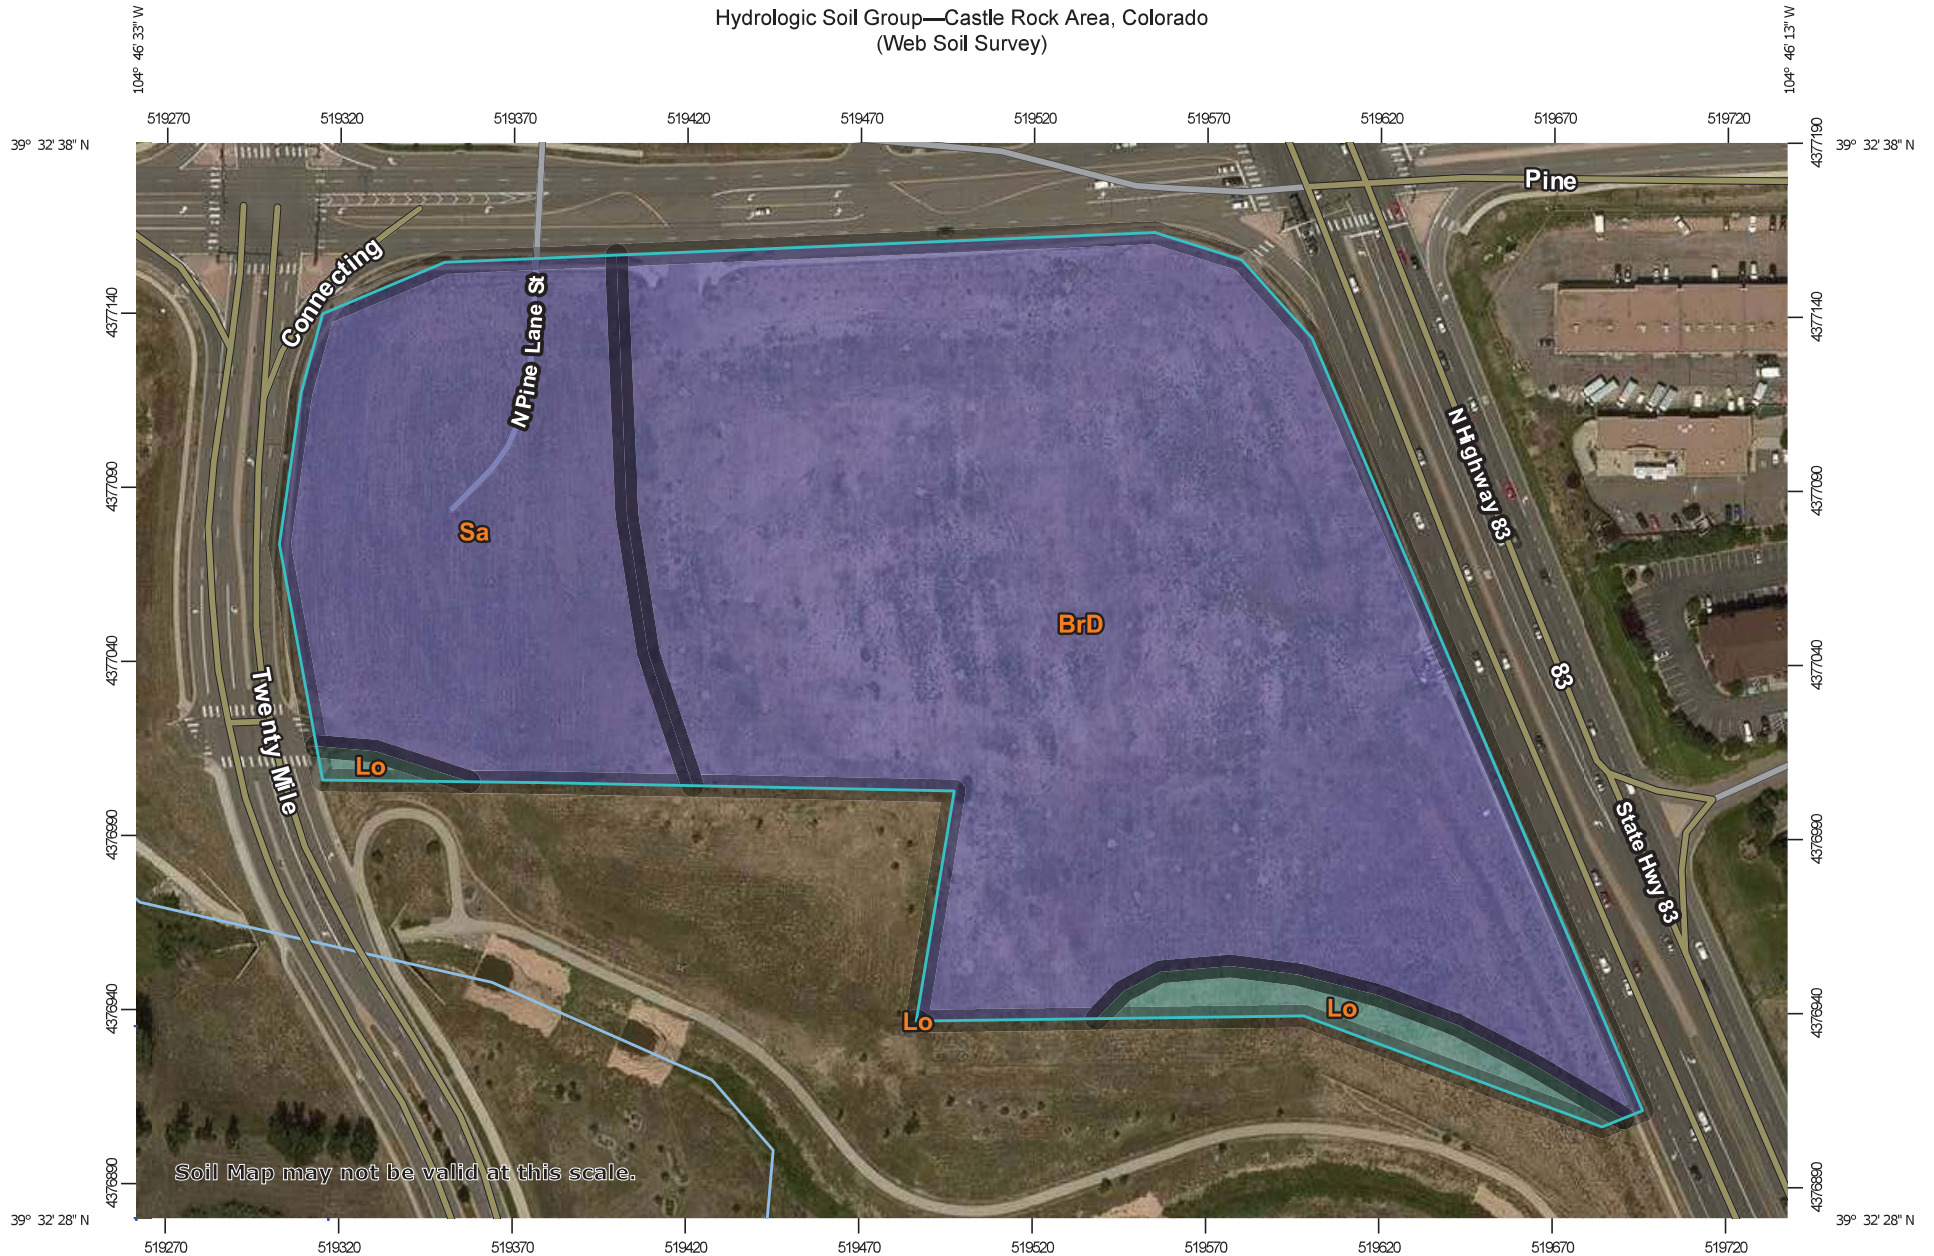 Hydrologic Soil Group—Castle Rock Area, Colorado
(Web Soil Survey)
104° 46' 33" W
104° 46' 13" W
519270 519320 519370 519420 519470 519520 519570 519620 519670 519720
39° 32' 38" N
39° 32' 38" N
4377190
4377140
4377140
4377090
4377090
4377040
4377040
4376990
4376990
4376940
4376940
4376890
4376890
Pine
Connecting
N Pine Lane St
N Highway 83
Sa
BrD
83
Twenty Mile
Lo
State Hwy 83
Lo
Lo
Soil Map may not be valid at this scale.
39° 32' 28" N
39° 32' 28" N
519270 519320 519370 519420 519470 519520 519570 519620 519670 519720